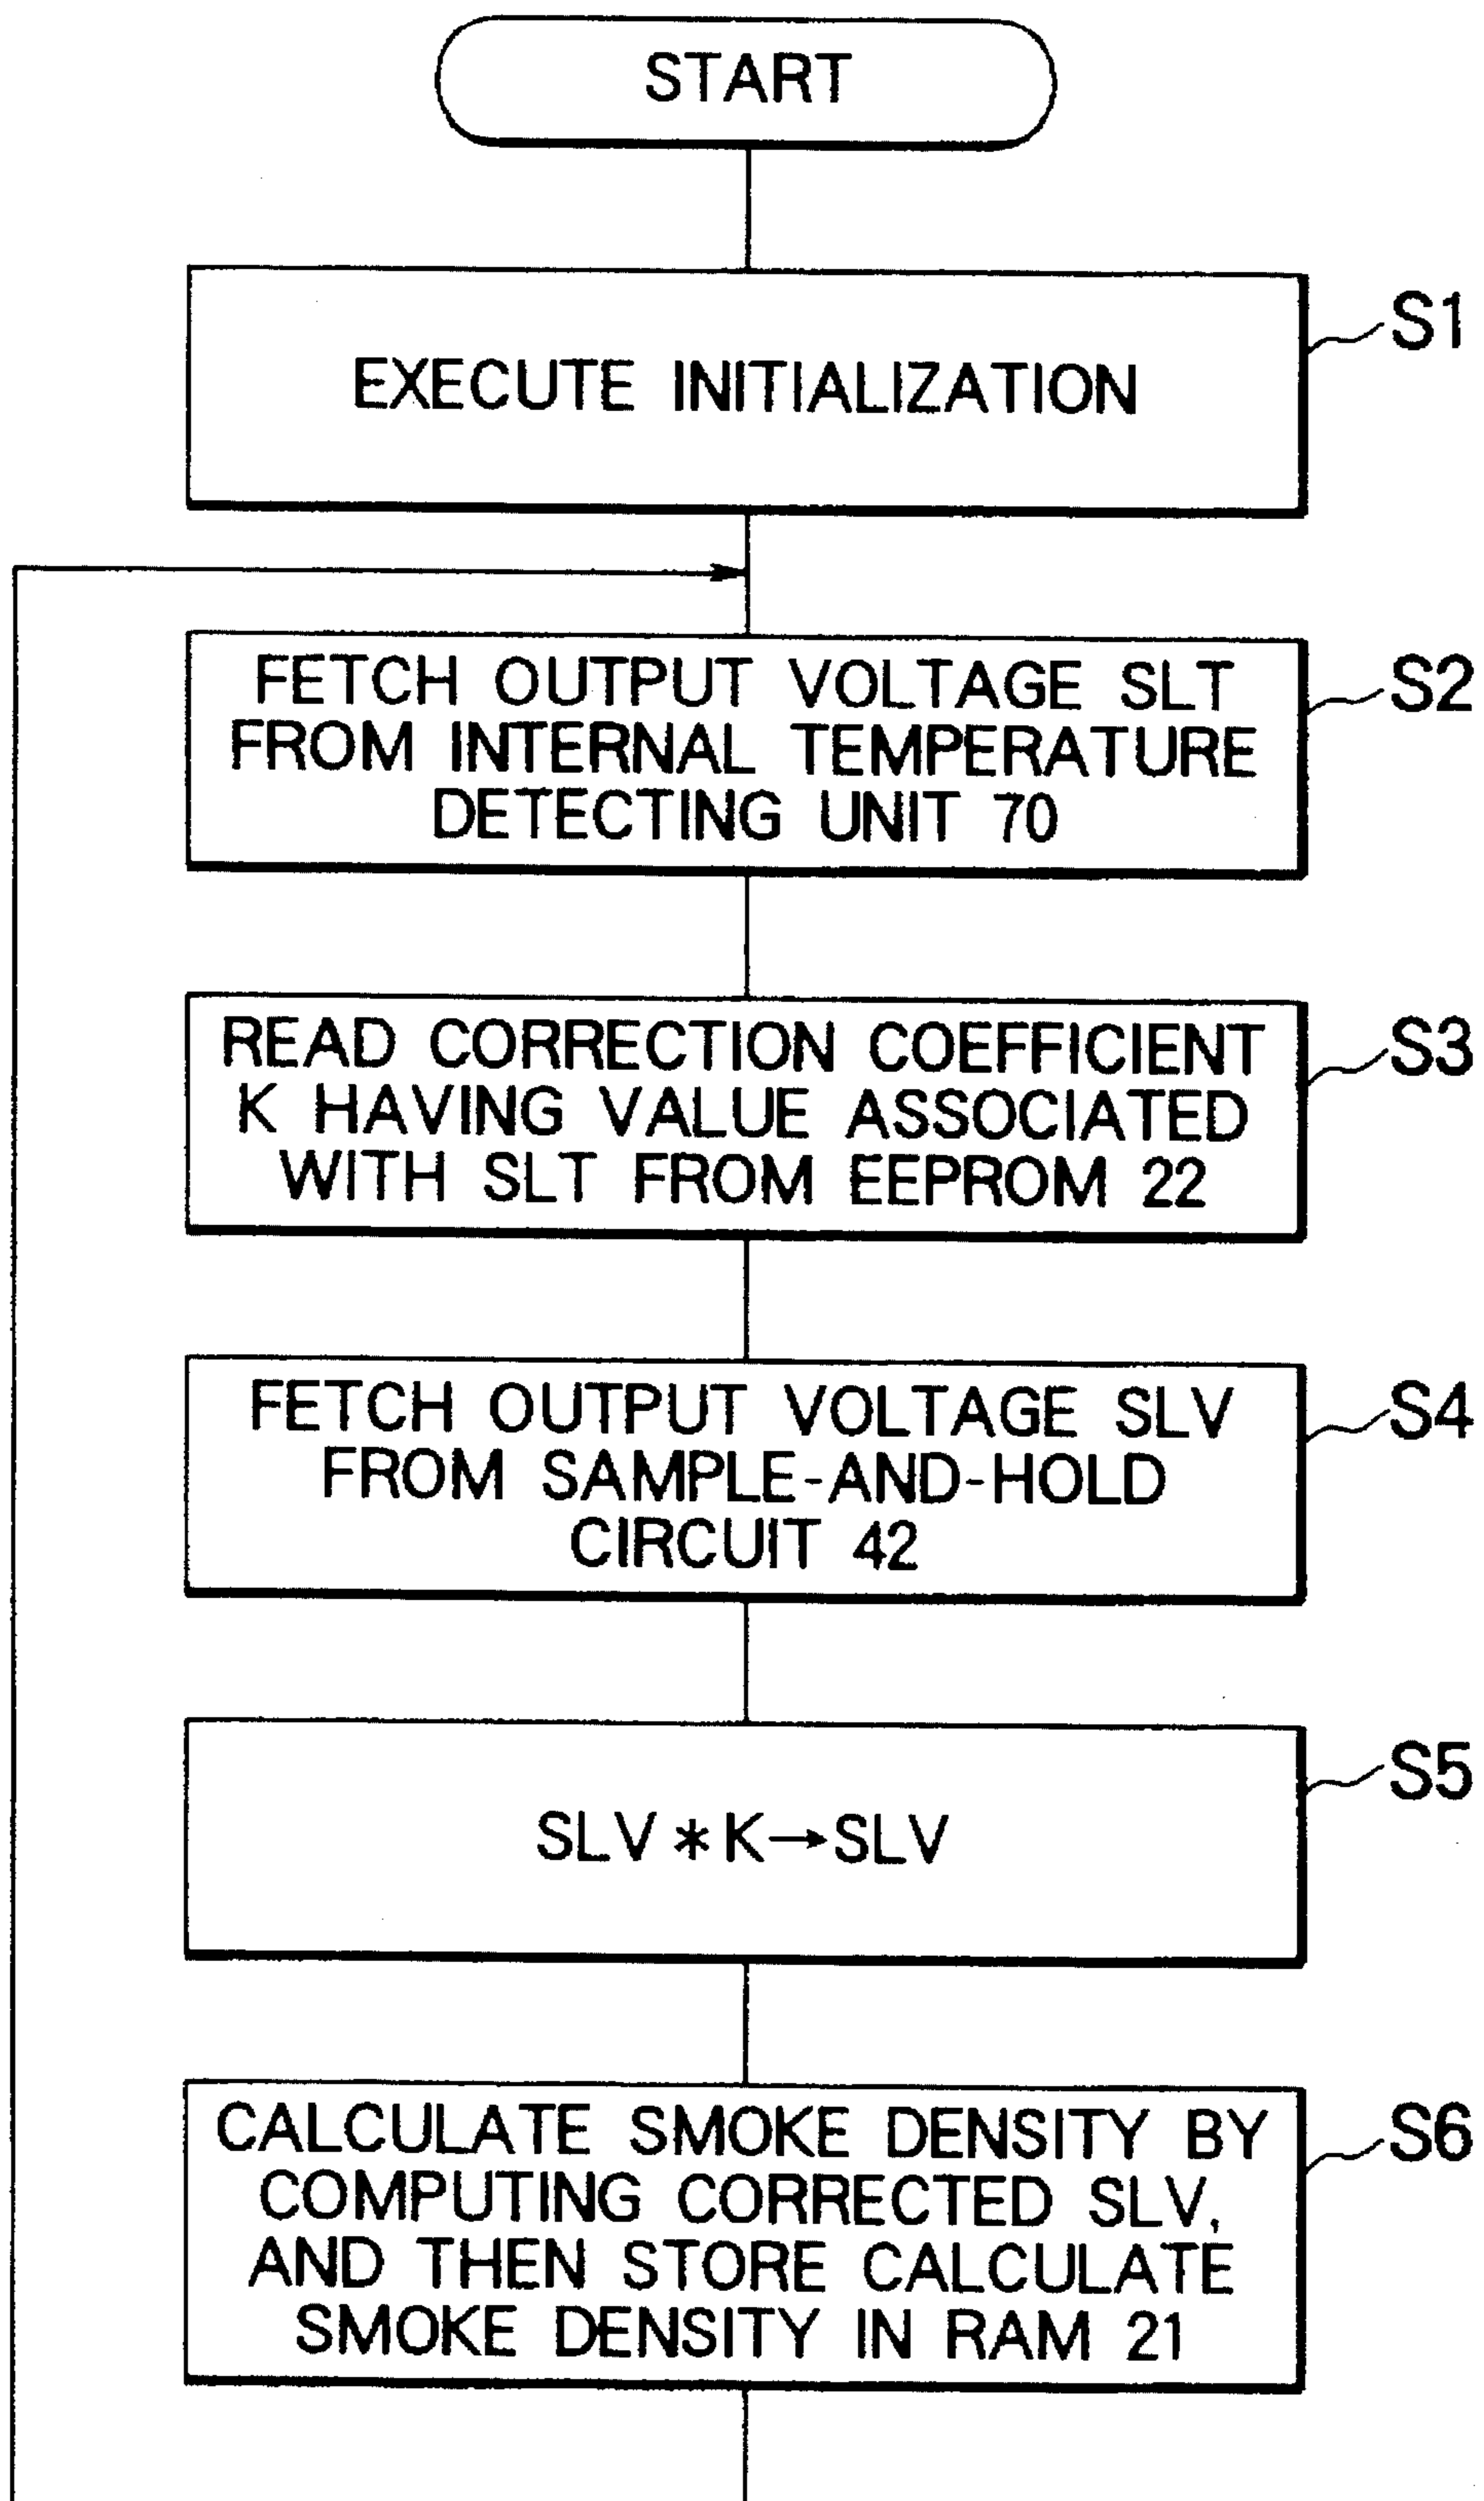 START
EXECUTE INITIALIZATION
S1
FETCH OUTPUT VOLTAGE SLT
FROM INTERNAL TEMPERATURE
DETECTING UNIT 70
S2
READ CORRECTION COEFFICIENT
K HAVING VALUE ASSOCIATED
WITH SLT FROM EEPROM 22
S3
FETCH OUTPUT VOLTAGE SLV
FROM SAMPLE-AND-HOLD
CIRCUIT 42
S4
SLV*K→SLV
S5
CALCULATE SMOKE DENSITY BY
COMPUTING CORRECTED SLV,
AND THEN STORE CALCULATE
SMOKE DENSITY IN RAM 21
S6